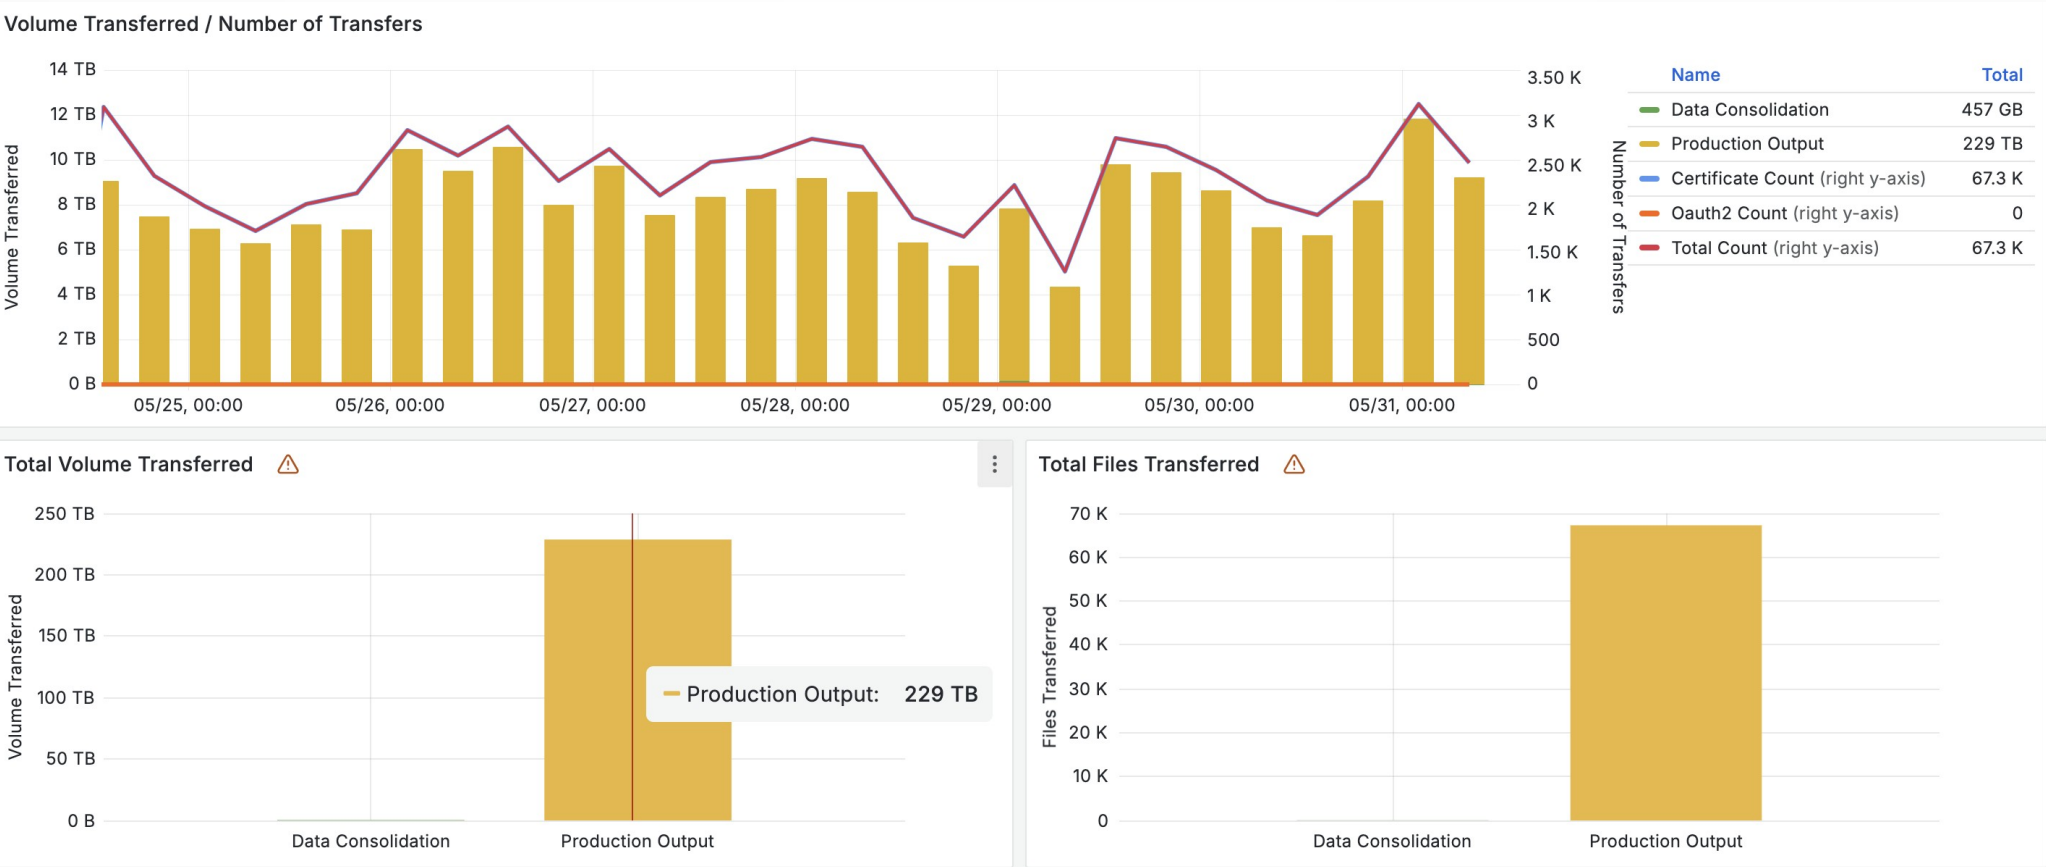 Volume Transferred / Number of Transfers
14 TB
12 TB
10 TB
8 TB
6 TB
4 TB
2 TB
0 B
Volume Transferred
3.50 K
3 K
2.50 K
2 K
1.50 K
1 K
500
0
Number of Transfers
05/25, 00:00
05/26, 00:00
05/27, 00:00
05/28, 00:00
05/29, 00:00
05/30, 00:00
05/31, 00:00
Name Total
Data Consolidation 457 GB
Production Output 229 TB
Certificate Count (right y-axis) 67.3 K
Oauth2 Count (right y-axis) 0
Total Count (right y-axis) 67.3 K
Total Volume Transferred
250 TB
200 TB
150 TB
100 TB
50 TB
0 B
Volume Transferred
Production Output: 229 TB
Data Consolidation
Production Output
Total Files Transferred
70 K
60 K
50 K
40 K
30 K
20 K
10 K
0
Files Transferred
Data Consolidation
Production Output